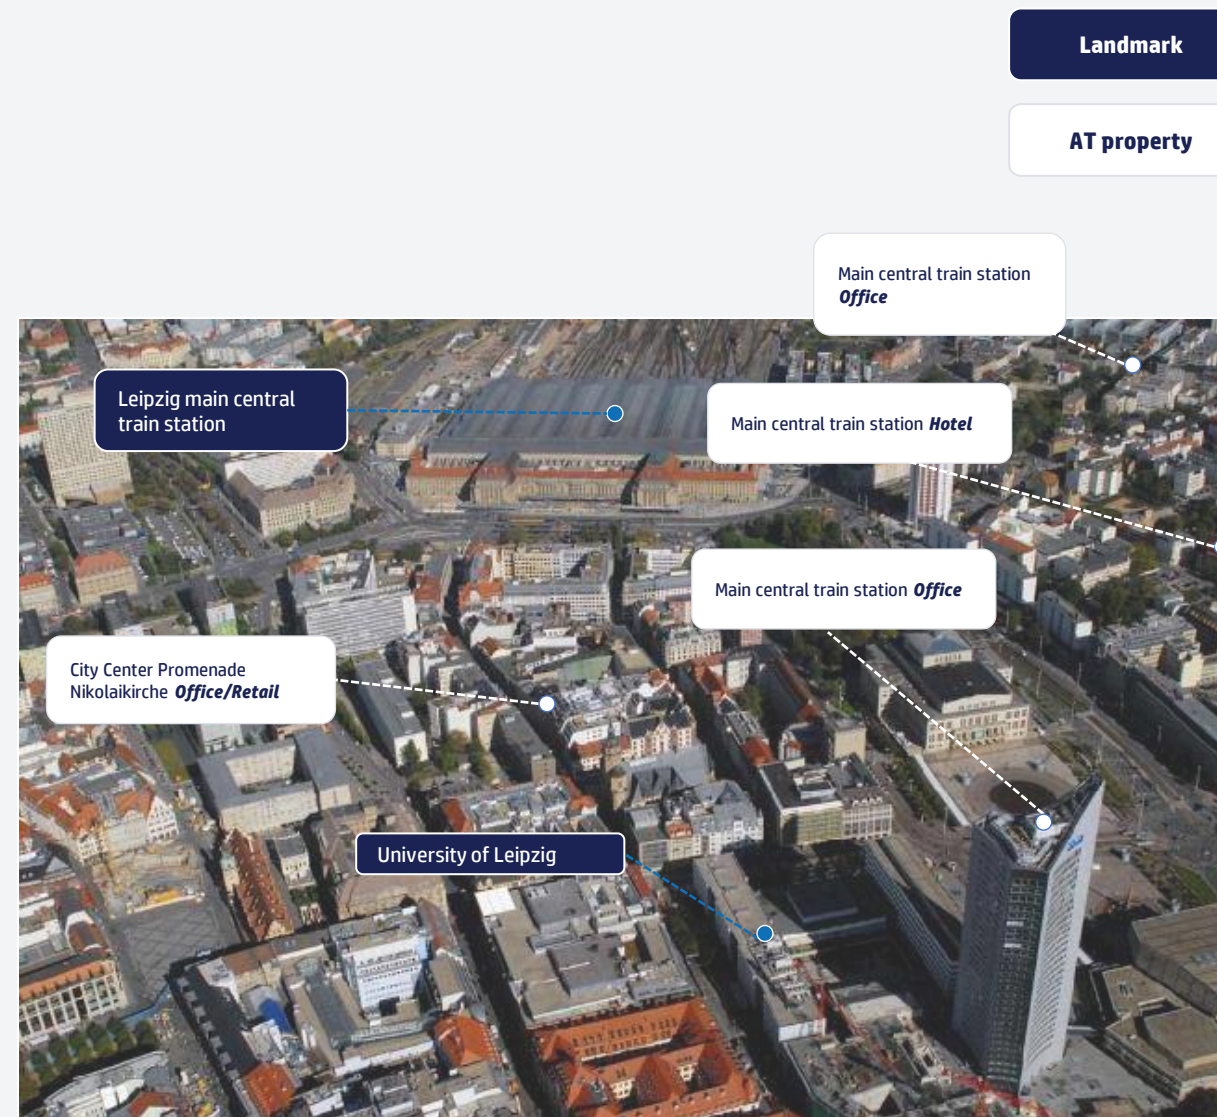 Landmark
AT property
Main central train station
Office
Leipzig main central
train station
Main central train station Hotel
Main central train station Office
City Center Promenade
Nikolaikirche Office/Retail
University of Leipzig